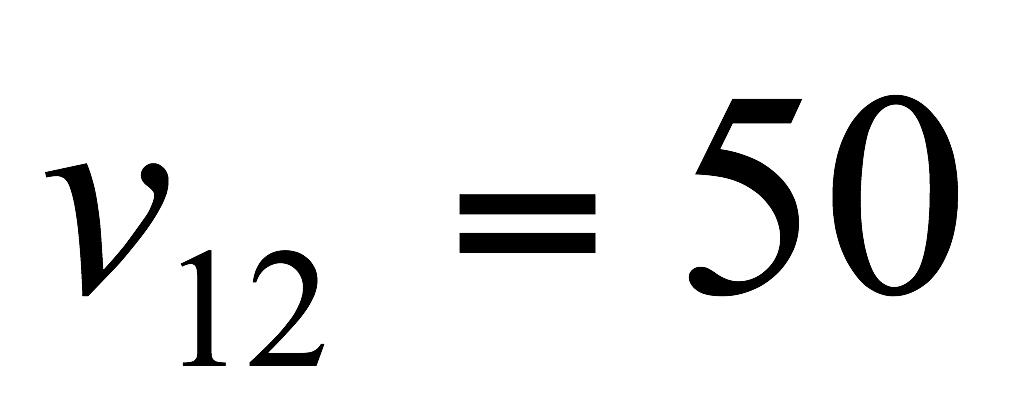 v₁₂ = 50